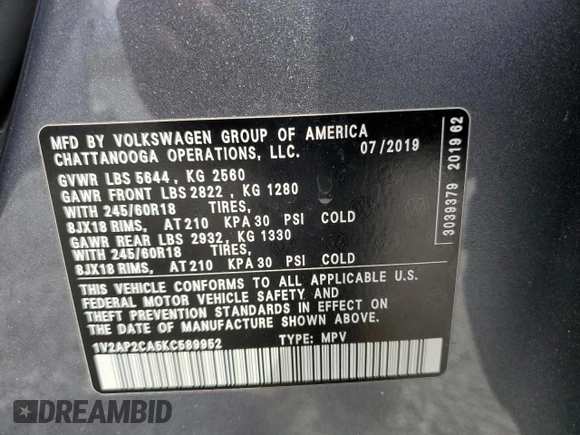 MFD BY VOLKSWAGEN GROUP OF AMERICA
CHATTANOOGA OPERATIONS, LLC. 07/2019
GVWR LBS 5644 , KG 2560
GAWR FRONT LBS 2822 , KG 1280
WITH 245/60R18 TIRES,
8JX18 RIMS, AT 210 KPA 30 PSI COLD
GAWR REAR LBS 2932, KG 1330
WITH 245/60R18 TIRES,
8JX18 RIMS, AT 210 KPA 30 PSI COLD
THIS VEHICLE CONFORMS TO ALL APPLICABLE U.S.
FEDERAL MOTOR VEHICLE SAFETY AND
THEFT PREVENTION STANDARDS IN EFFECT ON
THE DATE OF MANUFACTURE SHOWN ABOVE.
1V2AP2CA5KC589952 TYPE: MPV
3039379 2019 62
DREAMBID